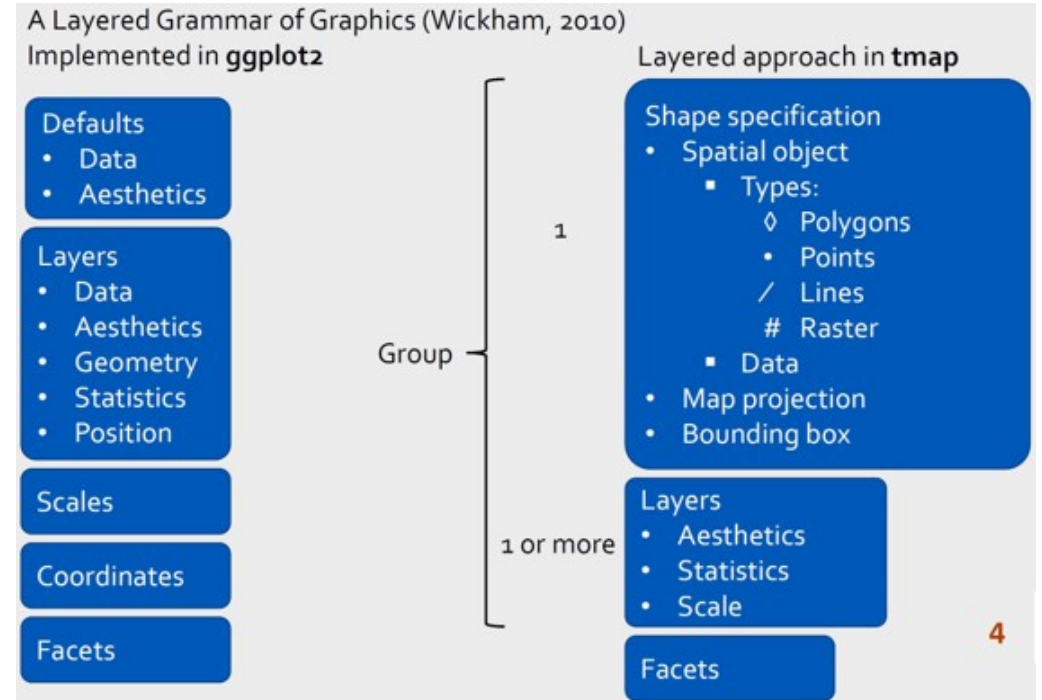 A Layered Grammar of Graphics (Wickham, 2010)
Implemented in ggplot2
Defaults
• Data
• Aesthetics
Layers
• Data
• Aesthetics
• Geometry
• Statistics
• Position
Scales
Coordinates
Facets
Group
1
1 or more
Layered approach in tmap
Shape specification
• Spatial object
▪ Types:
◊ Polygons
• Points
/ Lines
# Raster
▪ Data
• Map projection
• Bounding box
Layers
• Aesthetics
• Statistics
• Scale
Facets
4